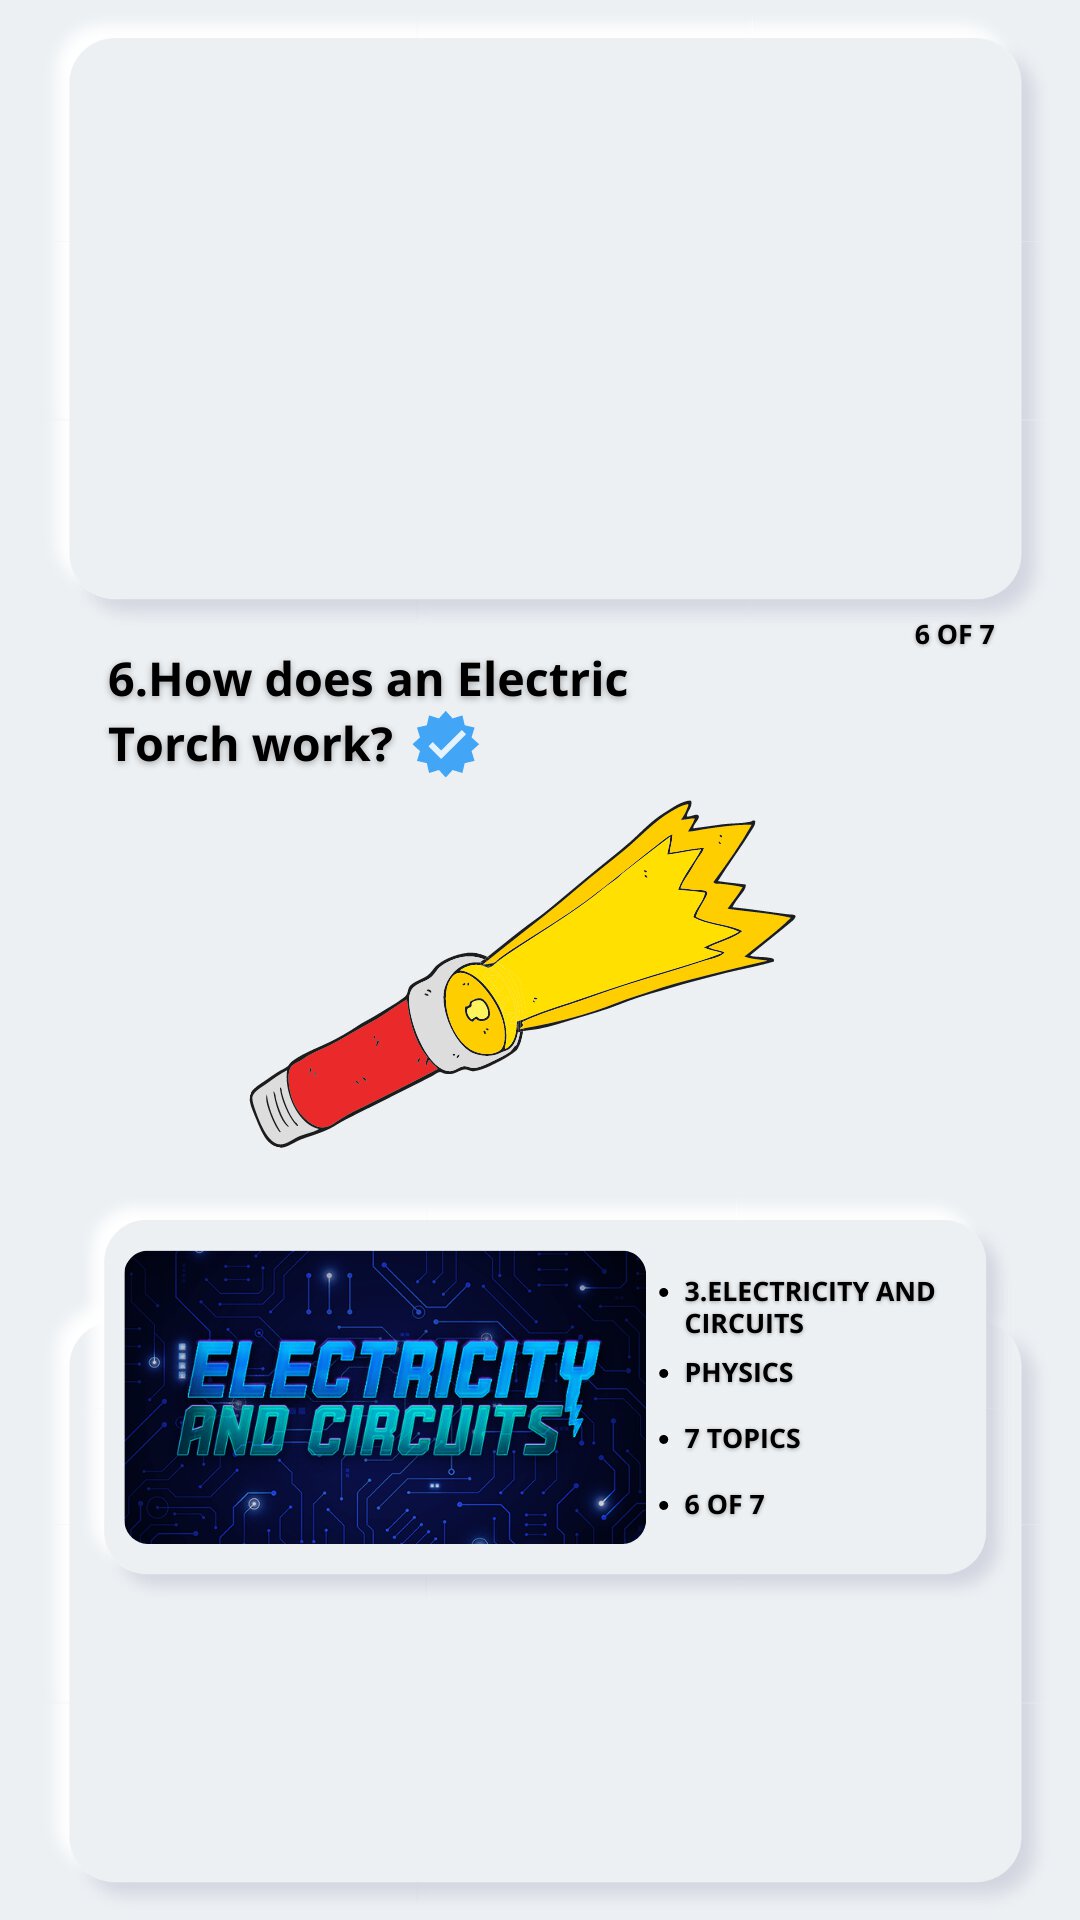 6 OF 7
6.How does an Electric
Torch work?
ELECTRICITY
AND CIRCUITS
• 3.ELECTRICITY AND
CIRCUITS
• PHYSICS
• 7 TOPICS
• 6 OF 7